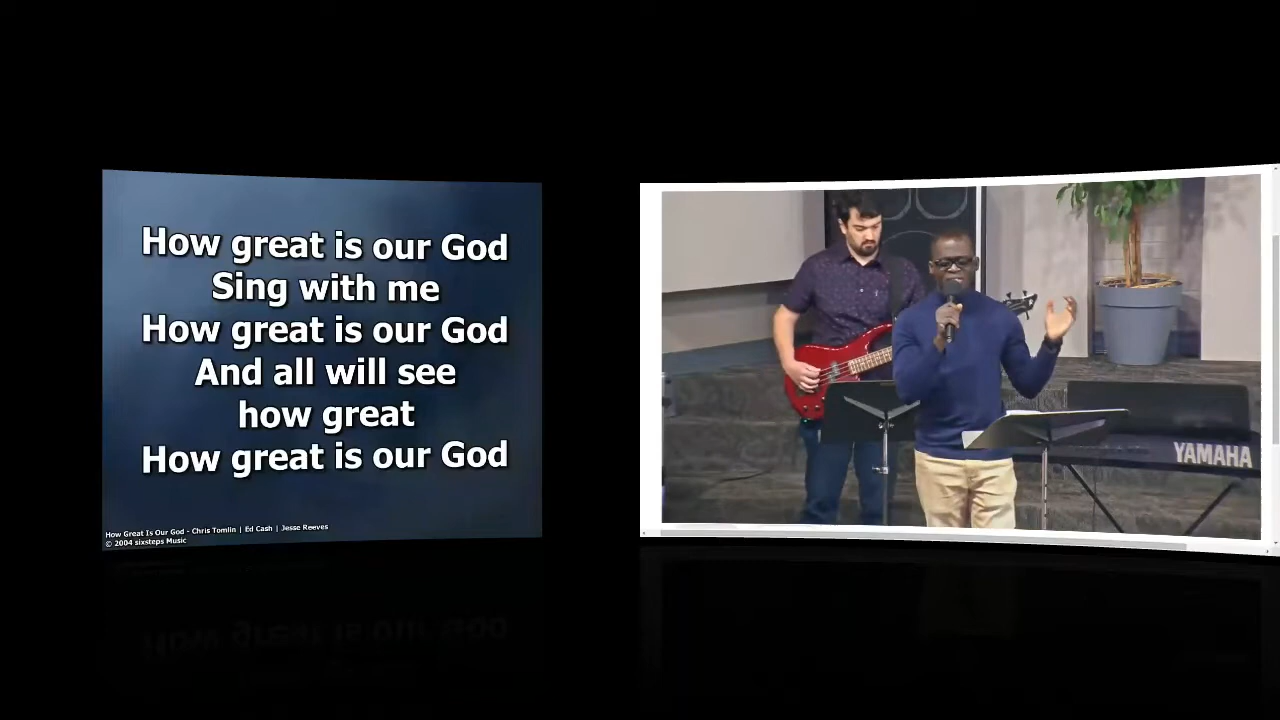 How great is our God
Sing with me
How great is our God
And all will see
how great
How great is our God
How Great Is Our God - Chris Tomlin | Ed Cash | Jesse Reeves
© 2004 sixsteps Music
YAMAHA